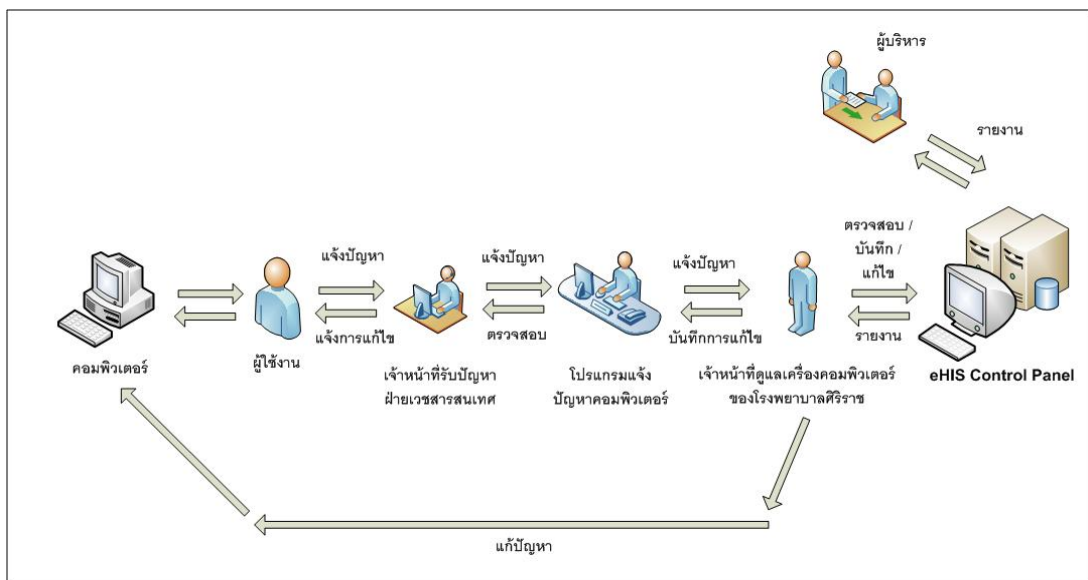 ผู้บริหาร
รายงาน
ตรวจสอบ /
บันทึก /
แก้ไข
แจ้งปัญหา
แจ้งปัญหา
แจ้งปัญหา
แจ้งการแก้ไข
ตรวจสอบ
บันทึกการแก้ไข
รายงาน
คอมพิวเตอร์
ผู้ใช้งาน
เจ้าหน้าที่รับปัญหา
ฝ่ายเวชสารสนเทศ
โปรแกรมแจ้ง
ปัญหาคอมพิวเตอร์
เจ้าหน้าที่ดูแลเครื่องคอมพิวเตอร์
ของโรงพยาบาลศิริราช
eHIS Control Panel
แก้ปัญหา